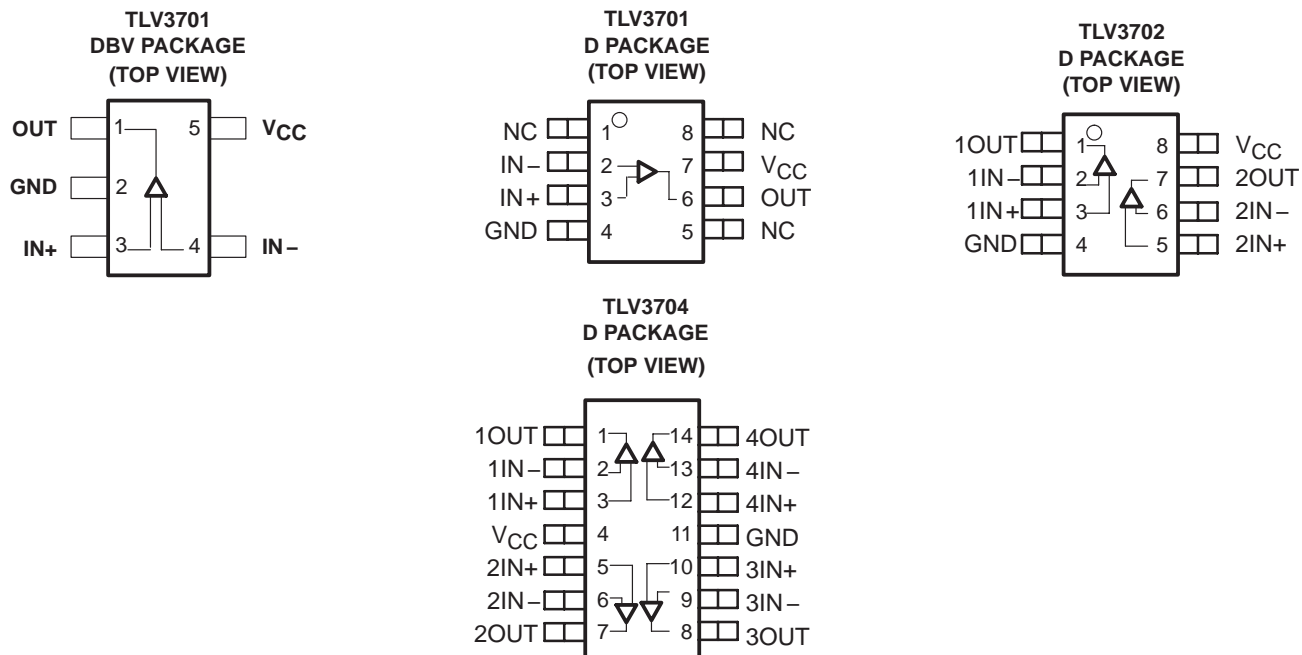 TLV3701
DBV PACKAGE
(TOP VIEW)
OUT 1 5 VCC
GND 2
IN+ 3 4 IN−
TLV3701
D PACKAGE
(TOP VIEW)
NC 1 8 NC
IN− 2 7 VCC
IN+ 3 6 OUT
GND 4 5 NC
TLV3702
D PACKAGE
(TOP VIEW)
1OUT 1 8 VCC
1IN− 2 7 2OUT
1IN+ 3 6 2IN−
GND 4 5 2IN+
TLV3704
D PACKAGE
(TOP VIEW)
1OUT 1 14 4OUT
1IN− 2 13 4IN−
1IN+ 3 12 4IN+
VCC 4 11 GND
2IN+ 5 10 3IN+
2IN− 6 9 3IN−
2OUT 7 8 3OUT